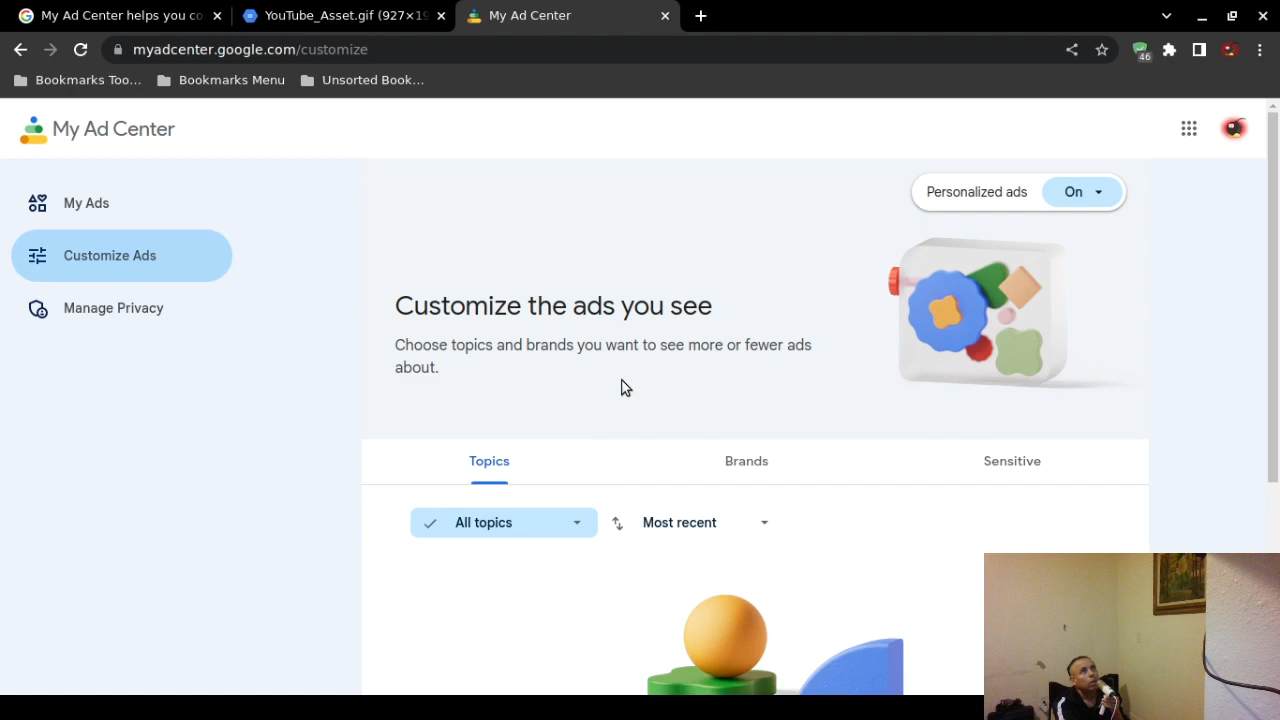 My Ad Center helps you co
YouTube_Asset.gif (927×19
My Ad Center
myadcenter.google.com/customize
46
Bookmarks Too...
Bookmarks Menu
Unsorted Book...
My Ad Center
My Ads
Customize Ads
Manage Privacy
Personalized ads
On
Customize the ads you see
Choose topics and brands you want to see more or fewer ads
about.
Topics
Brands
Sensitive
All topics
Most recent